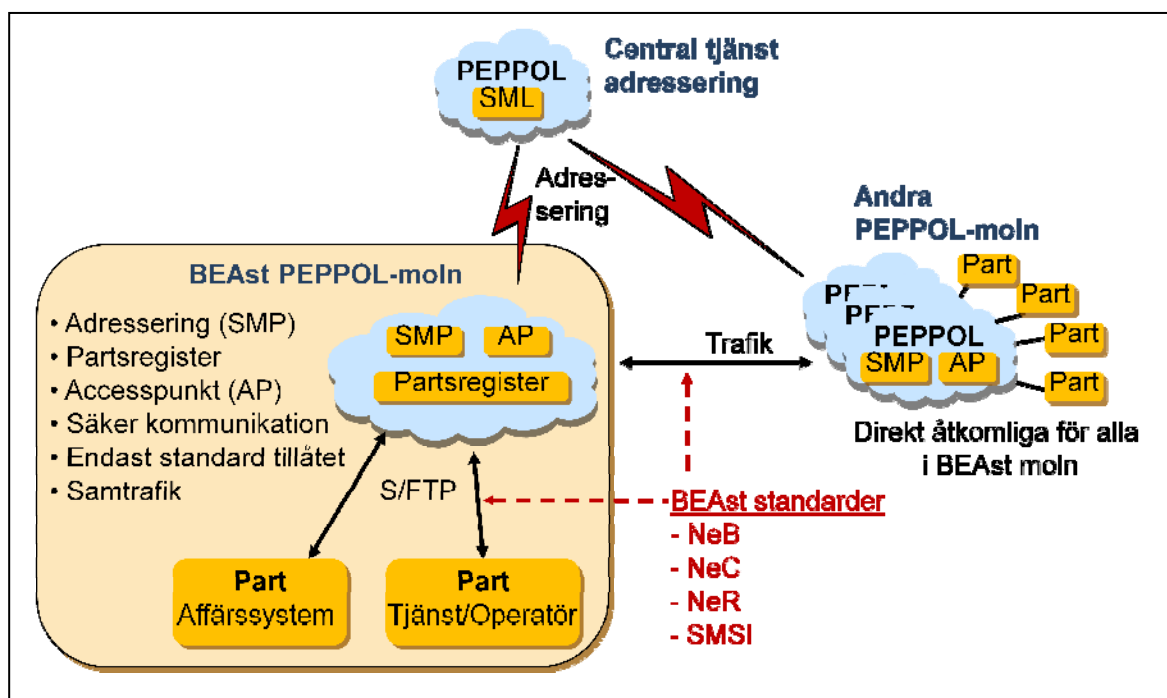 Central tjänst
adressering
PEPPOL
SML
Adres-
sering
Andra
PEPPOL-moln
Part
Part
Part
Part
PEPPOL
SMP
AP
Direkt åtkomliga för alla
i BEAst moln
Trafik
BEAst PEPPOL-moln
• Adressering (SMP)
• Partsregister
• Accesspunkt (AP)
• Säker kommunikation
• Endast standard tillåtet
• Samtrafik
SMP
AP
Partsregister
S/FTP
Part
Affärssystem
Part
Tjänst/Operatör
BEAst standarder
- NeB
- NeC
- NeR
- SMSI